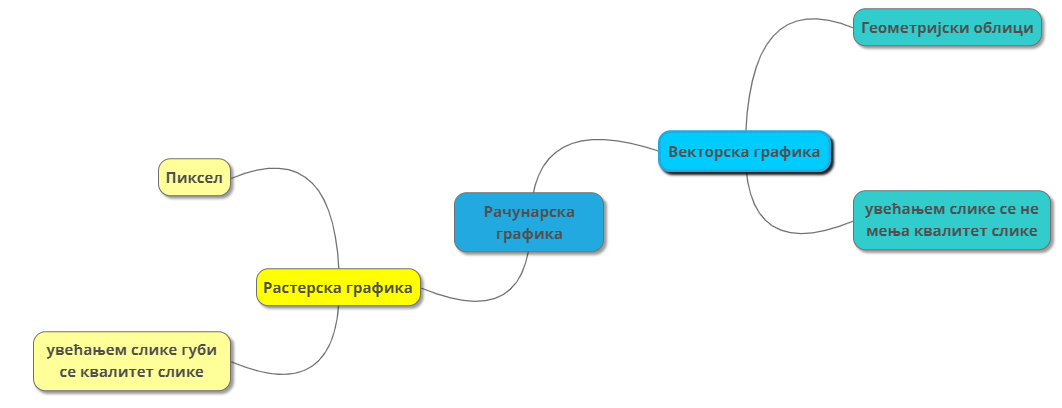 Геометријски облици
Векторска графика
Пиксел
Рачунарска
графика
увећањем слике се не
мења квалитет слике
Растерска графика
увећањем слике губи
се квалитет слике